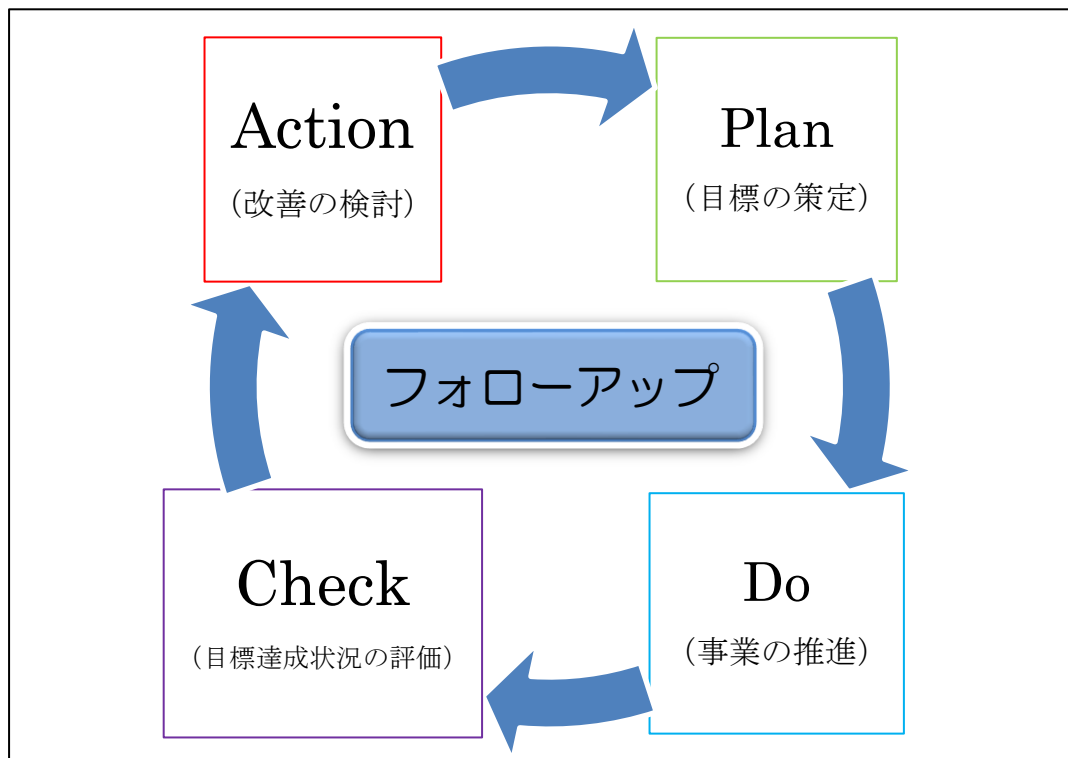 Action
（改善の検討）
Plan
（目標の策定）
フォローアップ
Check
（目標達成状況の評価）
Do
（事業の推進）